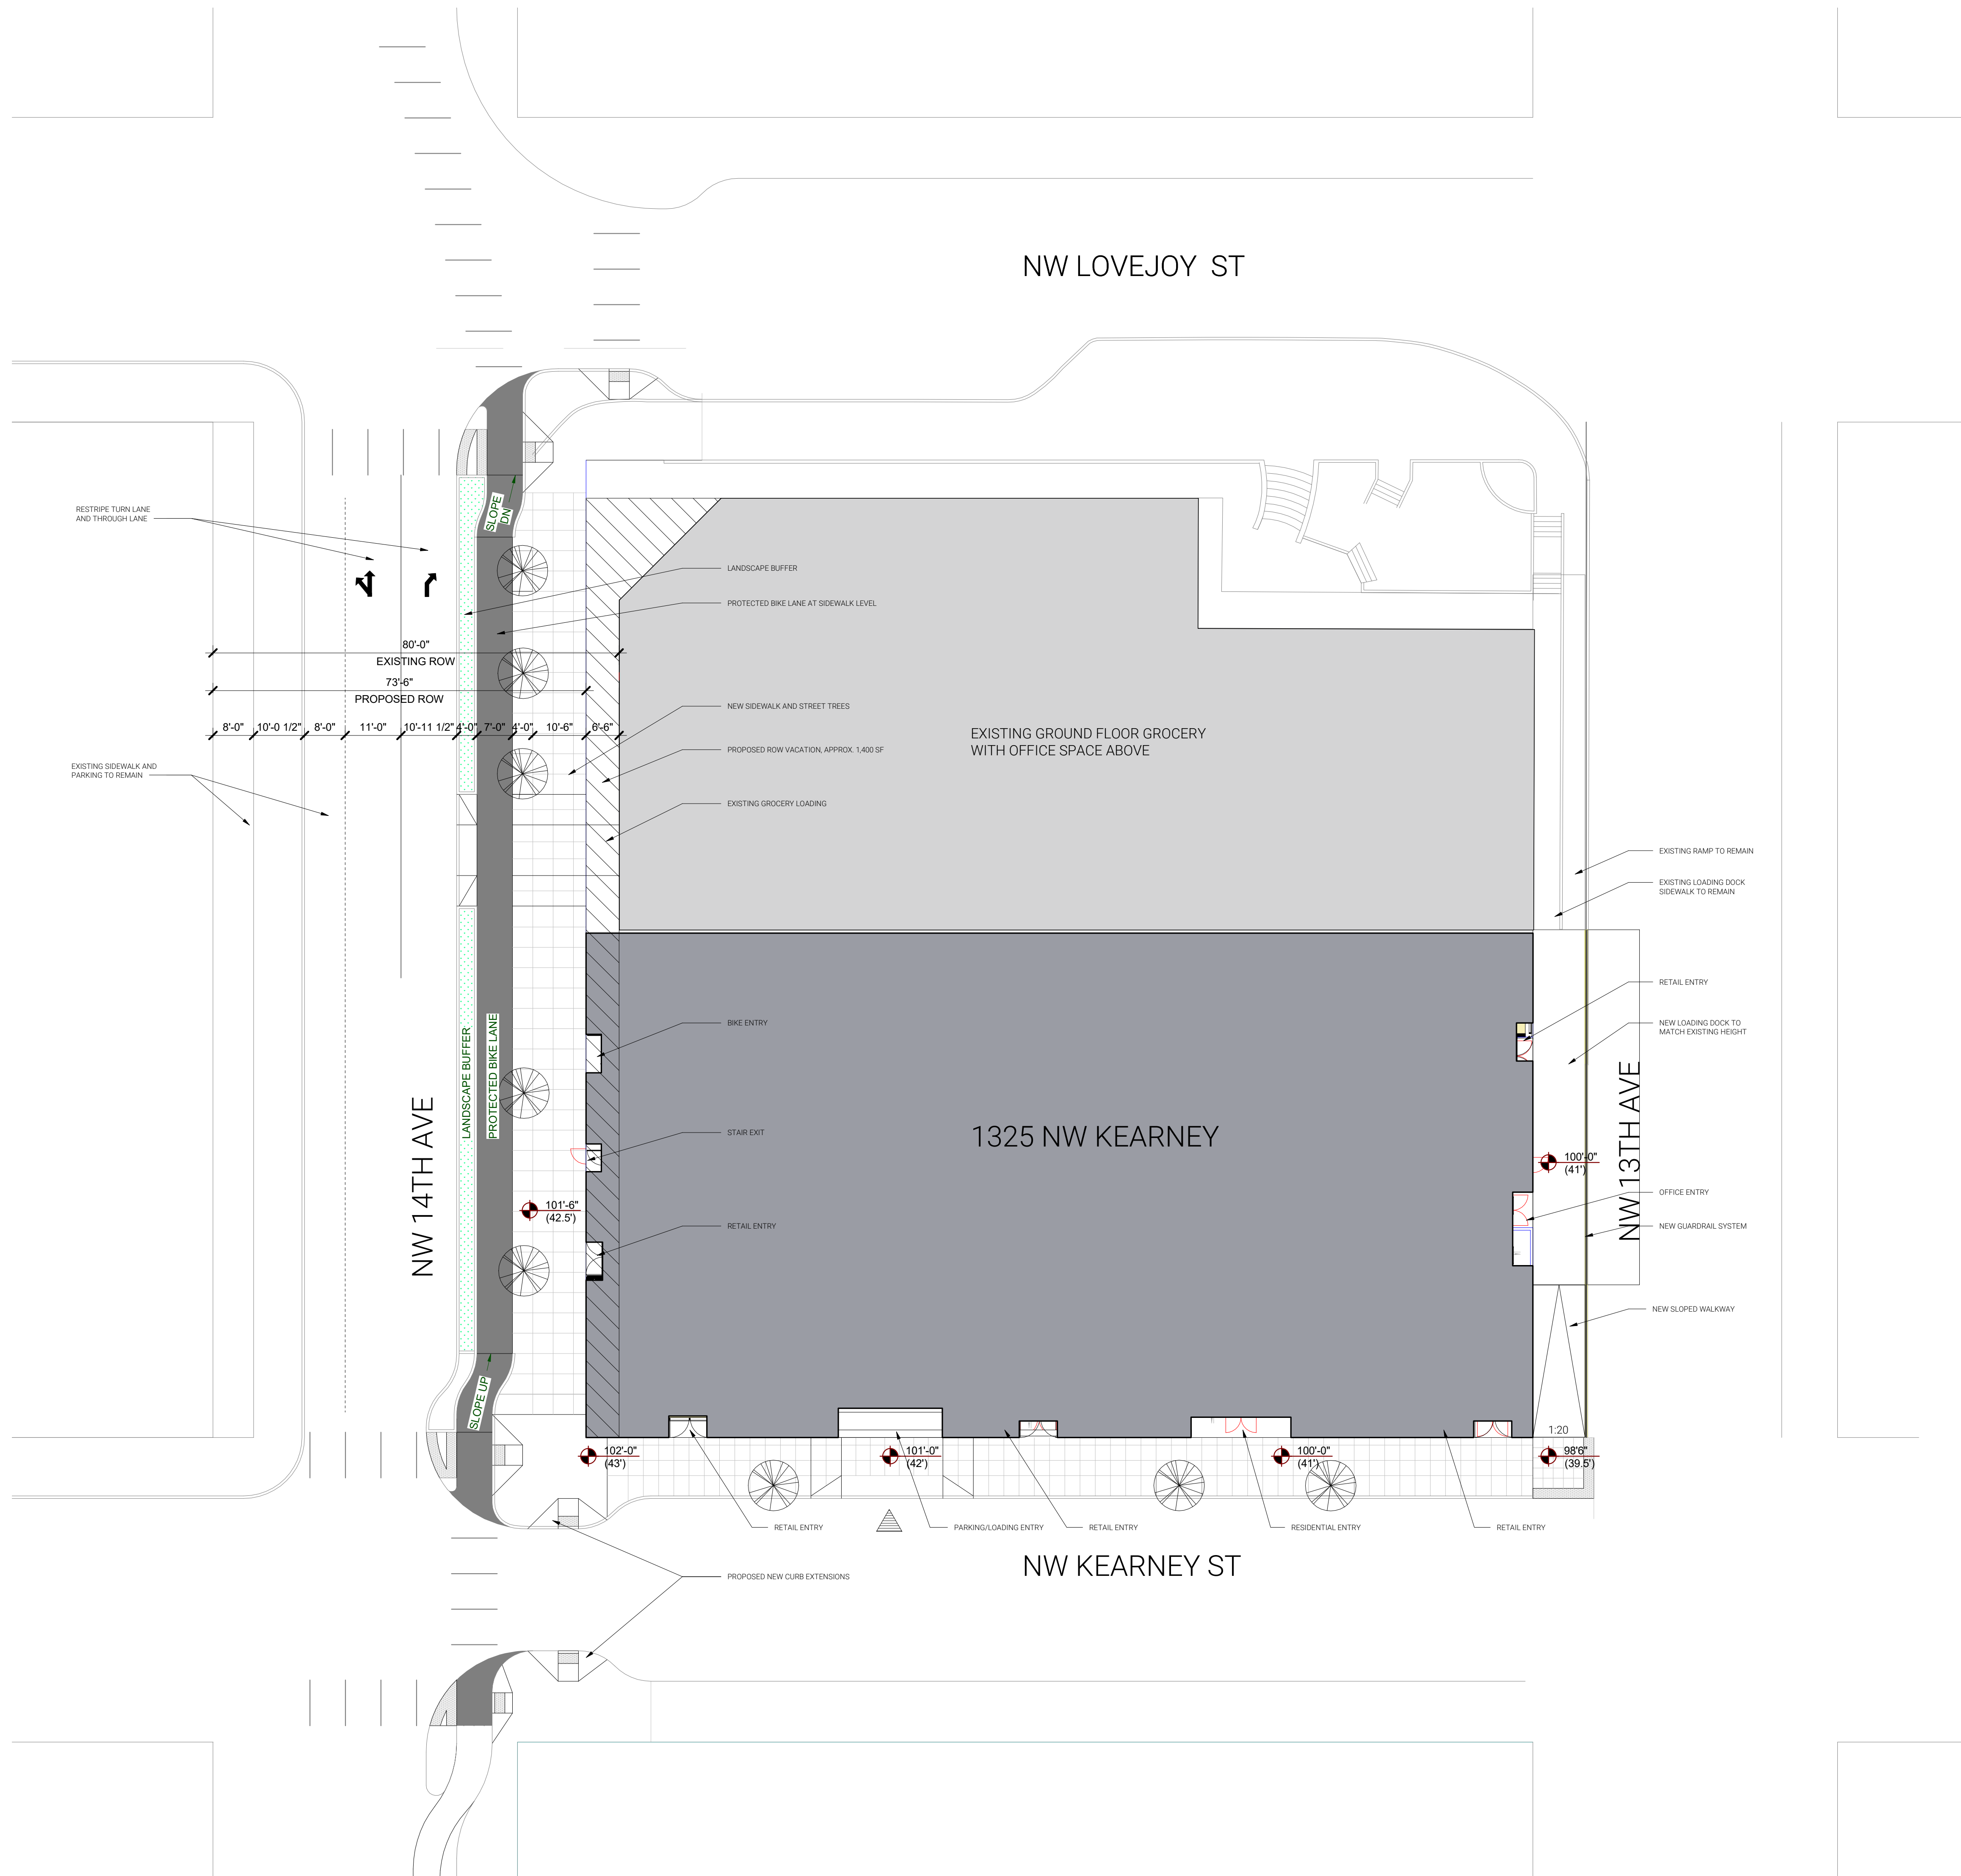 NW LOVEJOY  ST
RESTRIPE TURN LANE
AND THROUGH LANE
SLOPE
DN
LANDSCAPE BUFFER
PROTECTED BIKE LANE AT SIDEWALK LEVEL
80'-0"
EXISTING ROW
73'-6"
PROPOSED ROW
8'-0" 10'-0 1/2" 8'-0" 11'-0" 10'-11 1/2" 4'-0" 7'-0" 4'-0" 10'-6" 6'-6"
NEW SIDEWALK AND STREET TREES
PROPOSED ROW VACATION, APPROX. 1,400 SF
EXISTING GROCERY LOADING
EXISTING GROUND FLOOR GROCERY
WITH OFFICE SPACE ABOVE
EXISTING SIDEWALK AND
PARKING TO REMAIN
EXISTING RAMP TO REMAIN
EXISTING LOADING DOCK
SIDEWALK TO REMAIN
RETAIL ENTRY
NEW LOADING DOCK TO
MATCH EXISTING HEIGHT
BIKE ENTRY
LANDSCAPE BUFFER
PROTECTED BIKE LANE
NW 14TH AVE
STAIR EXIT
1325 NW KEARNEY
NW 13TH AVE
100'-0"
(41')
101'-6"
(42.5')
RETAIL ENTRY
OFFICE ENTRY
NEW GUARDRAIL SYSTEM
NEW SLOPED WALKWAY
SLOPE UP
1:20
102'-0"
(43')
101'-0"
(42')
100'-0"
(41')
98'6"
(39.5')
RETAIL ENTRY
PARKING/LOADING ENTRY
RETAIL ENTRY
RESIDENTIAL ENTRY
RETAIL ENTRY
NW KEARNEY ST
PROPOSED NEW CURB EXTENSIONS